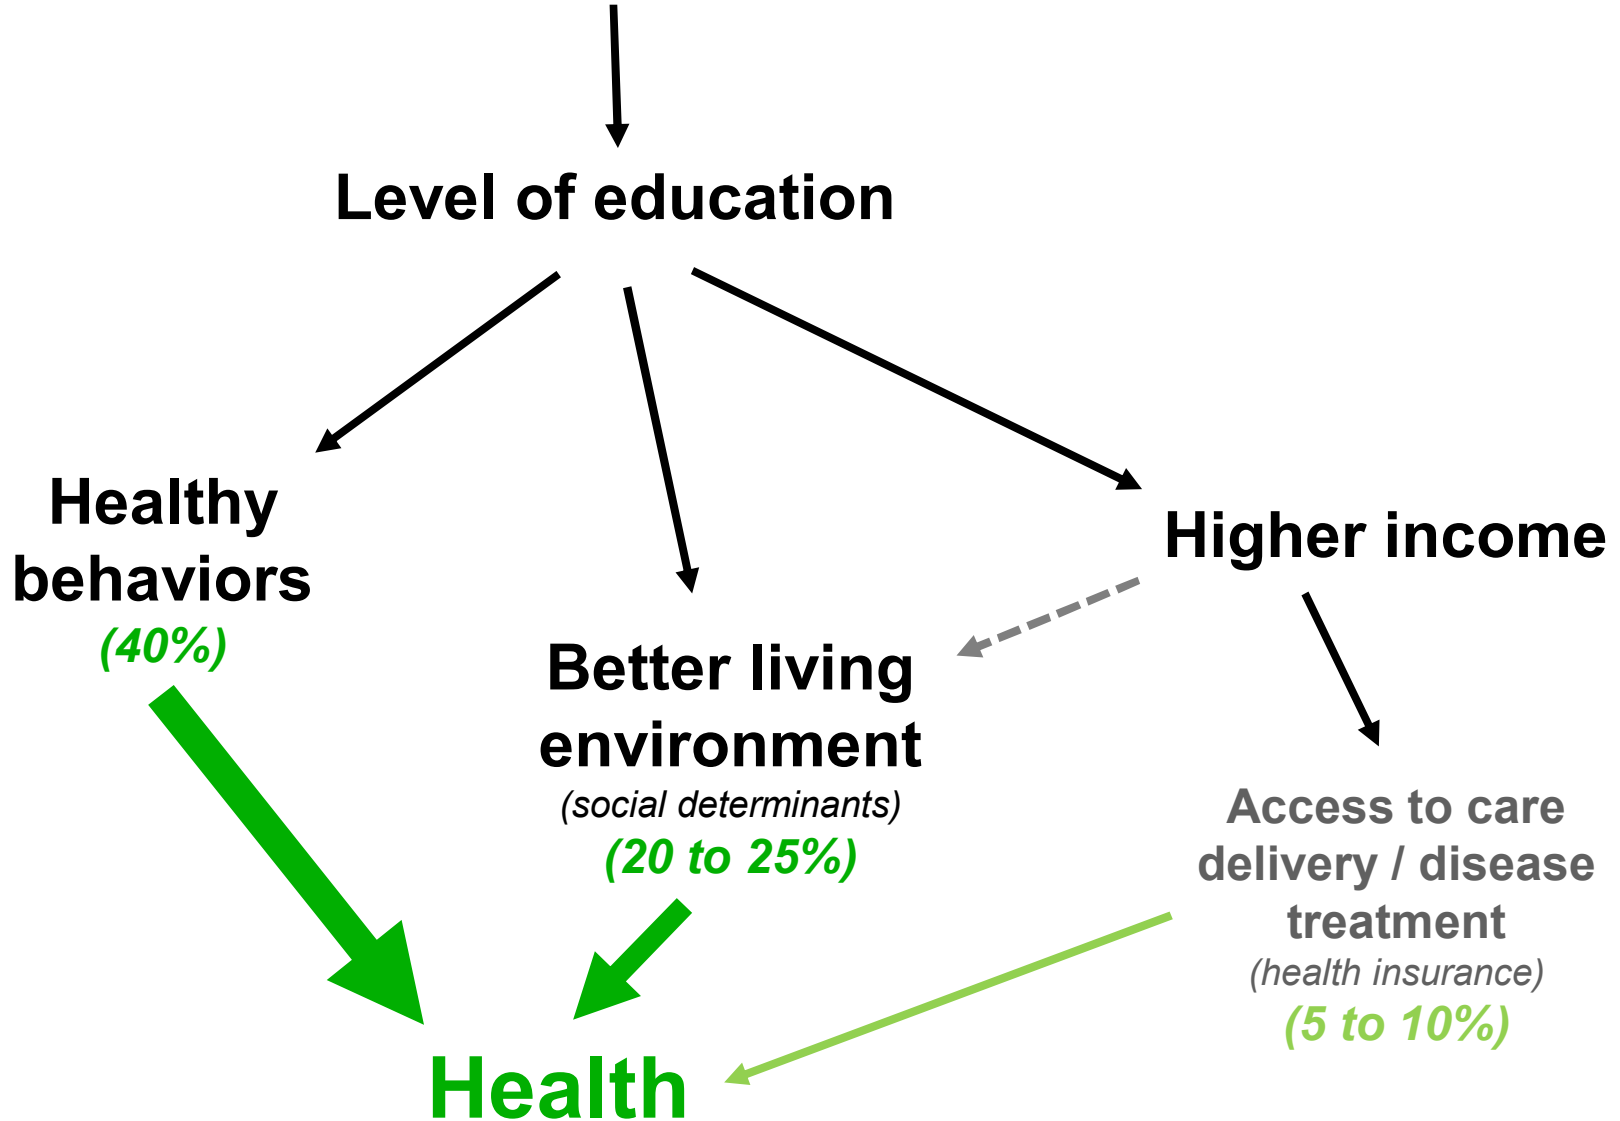 Level of education
Healthy
behaviors
(40%)
Higher income
Better living
environment
(social determinants)
(20 to 25%)
Access to care
delivery / disease
treatment
(health insurance)
(5 to 10%)
Health